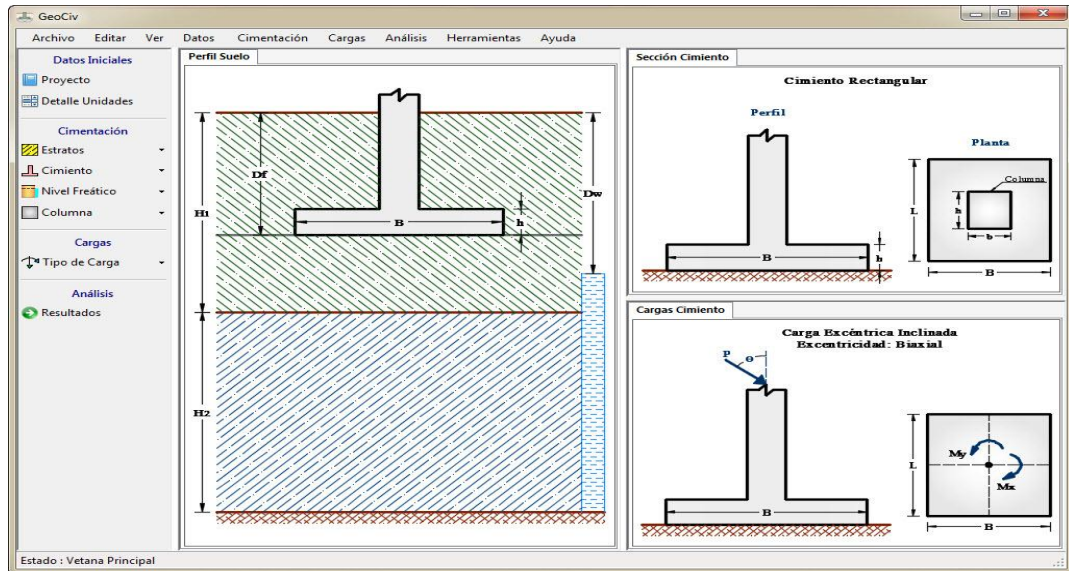 GeoCiv
Archivo Editar Ver Datos Cimentación Cargas Análisis Herramientas Ayuda
Datos Iniciales
Proyecto
Detalle Unidades
Cimentación
Estratos
Cimiento
Nivel Freático
Columna
Cargas
Tipo de Carga
Análisis
Resultados
Perfil Suelo
Df
Dw
H1
B
h
H2
Sección Cimiento
Cimiento Rectangular
Perfil
Planta
Columna
L
h
b
B
h
B
Cargas Cimiento
Carga Excéntrica Inclinada
Excentricidad: Biaxial
P
Θ
My
L
Mx
B
B
Estado : Vetana Principal